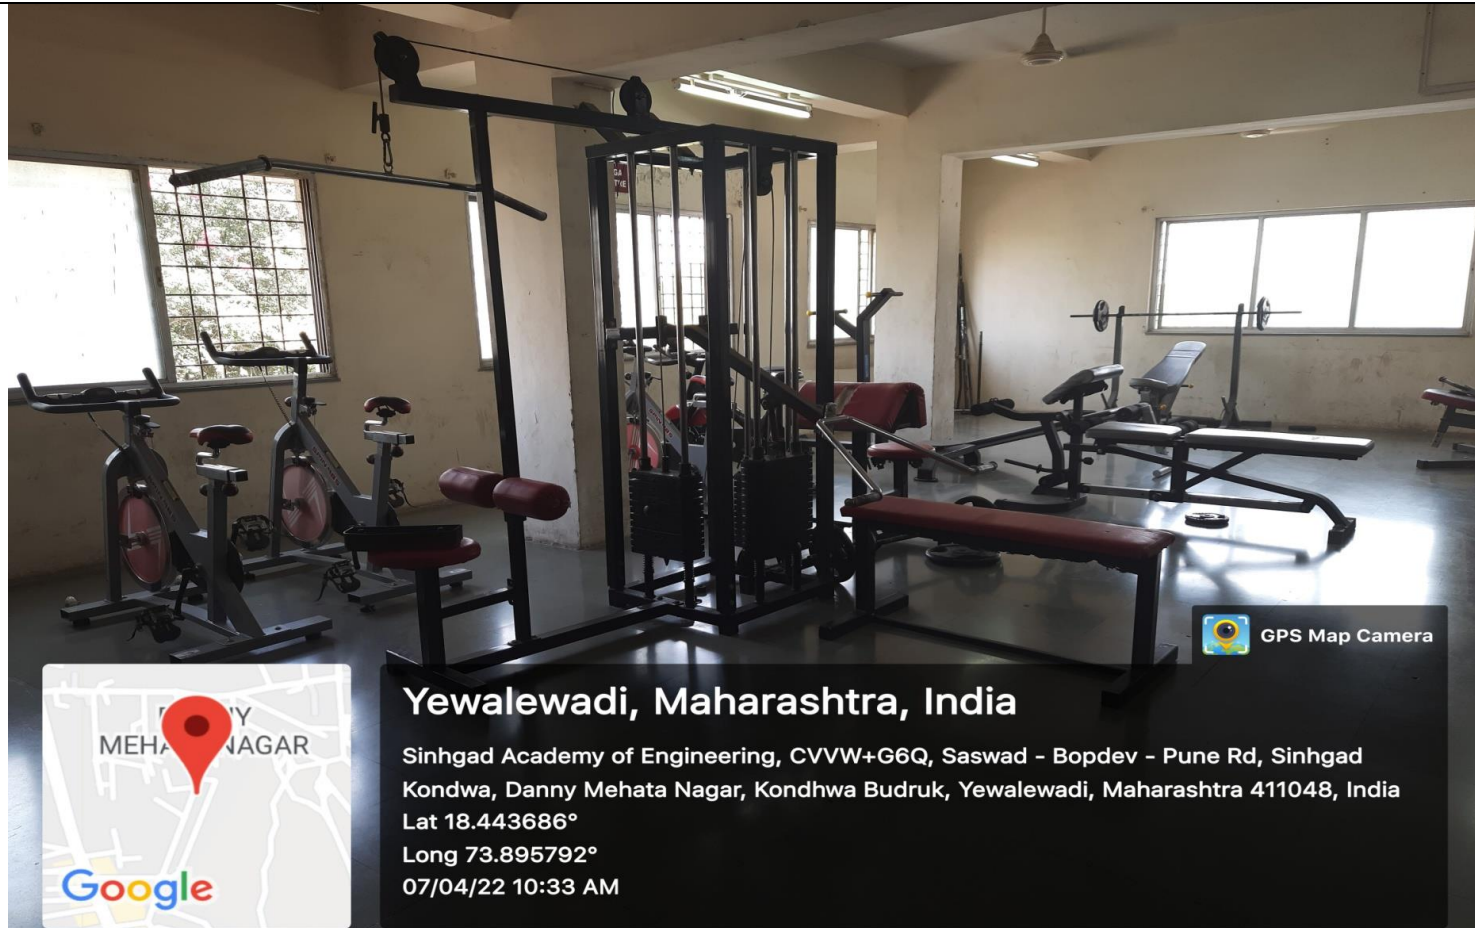 GPS Map Camera
Yewalewadi, Maharashtra, India
Sinhgad Academy of Engineering, CVVW+G6Q, Saswad - Bopdev - Pune Rd, Sinhgad
Kondwa, Danny Mehata Nagar, Kondhwa Budruk, Yewalewadi, Maharashtra 411048, India
Lat 18.443686°
Long 73.895792°
07/04/22 10:33 AM
NAGAR
Google